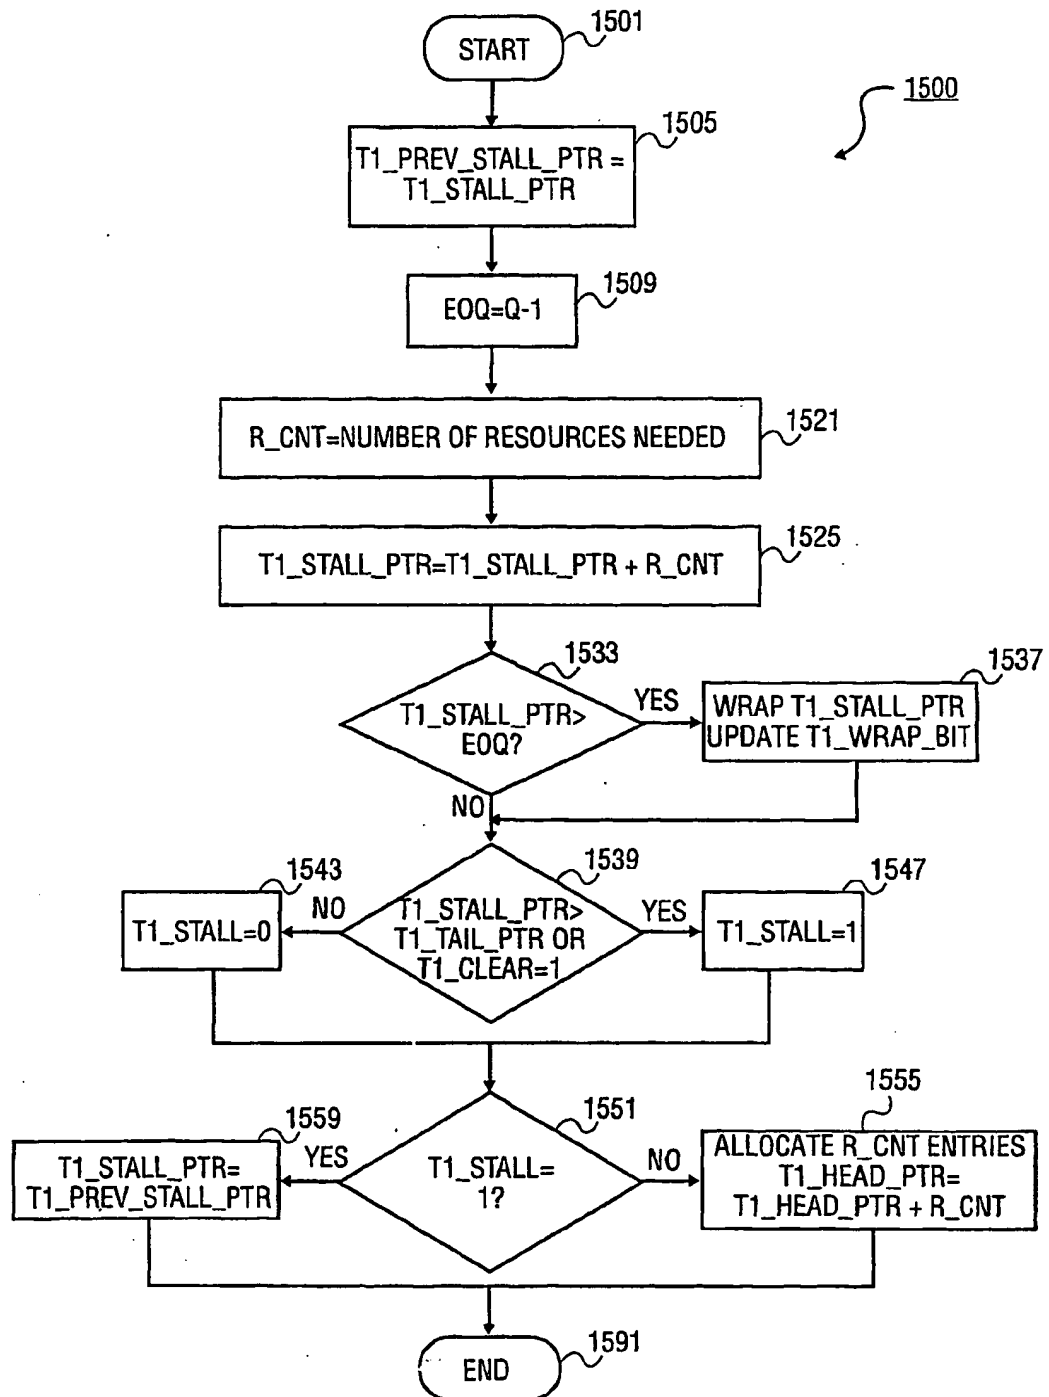 START
1501
1500
T1_PREV_STALL_PTR =
T1_STALL_PTR
1505
EOQ=Q-1
1509
R_CNT=NUMBER OF RESOURCES NEEDED
1521
T1_STALL_PTR=T1_STALL_PTR + R_CNT
1525
T1_STALL_PTR>
EOQ?
1533
YES
WRAP T1_STALL_PTR
UPDATE T1_WRAP_BIT
1537
NO
T1_STALL_PTR>
T1_TAIL_PTR OR
T1_CLEAR=1
1539
NO
T1_STALL=0
1543
YES
T1_STALL=1
1547
T1_STALL=
1?
1551
YES
T1_STALL_PTR=
T1_PREV_STALL_PTR
1559
NO
ALLOCATE R_CNT ENTRIES
T1_HEAD_PTR=
T1_HEAD_PTR + R_CNT
1555
END
1591